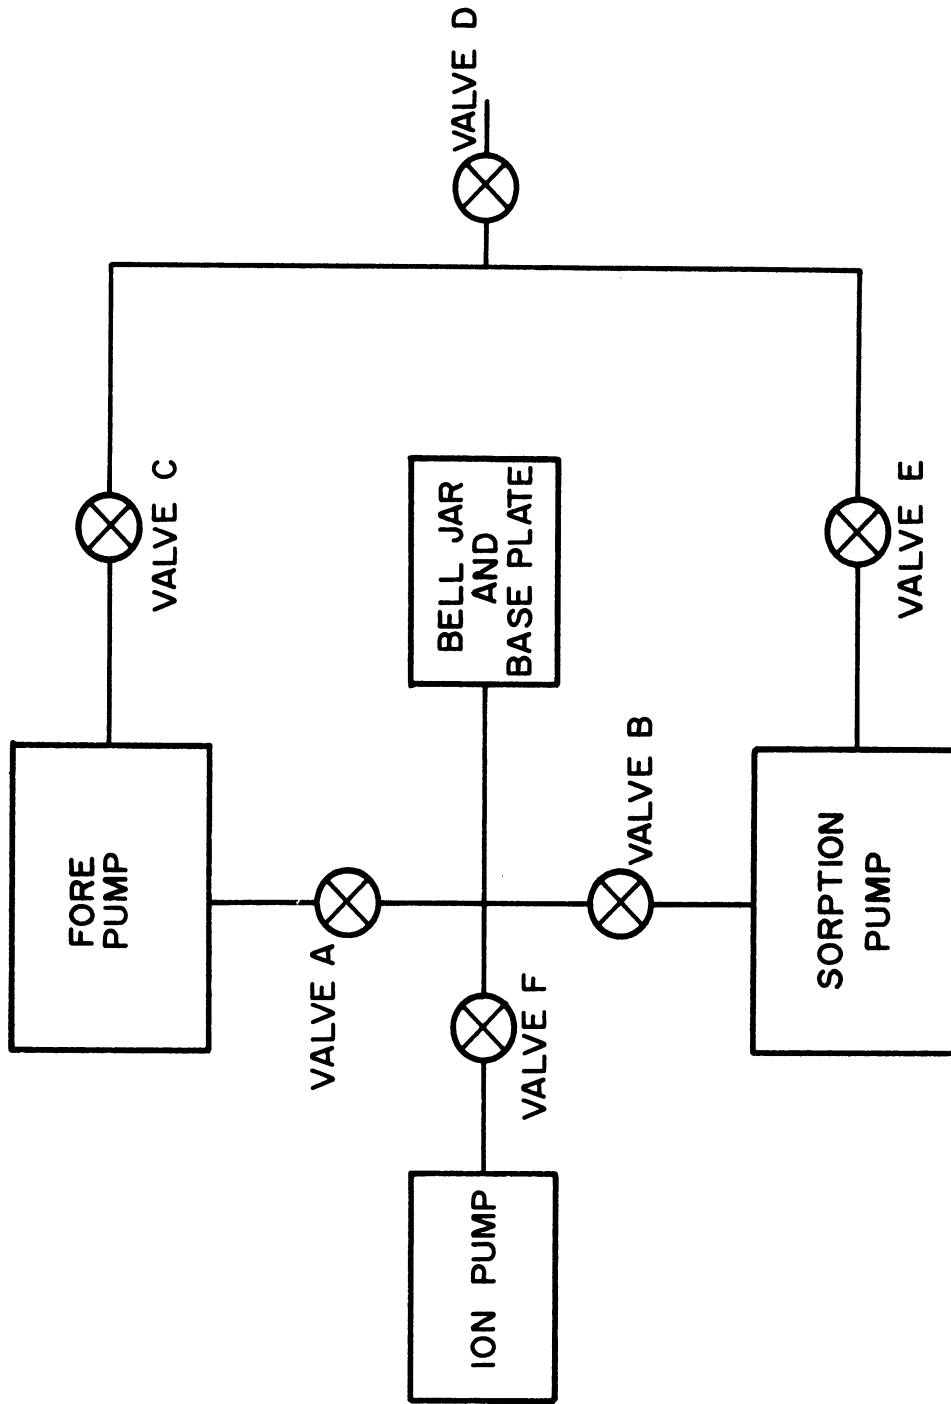 FORE
PUMP
VALVE A
VALVE C
ION PUMP
VALVE F
BELL JAR
AND
BASE PLATE
VALVE D
VALVE B
SORPTION
PUMP
VALVE E